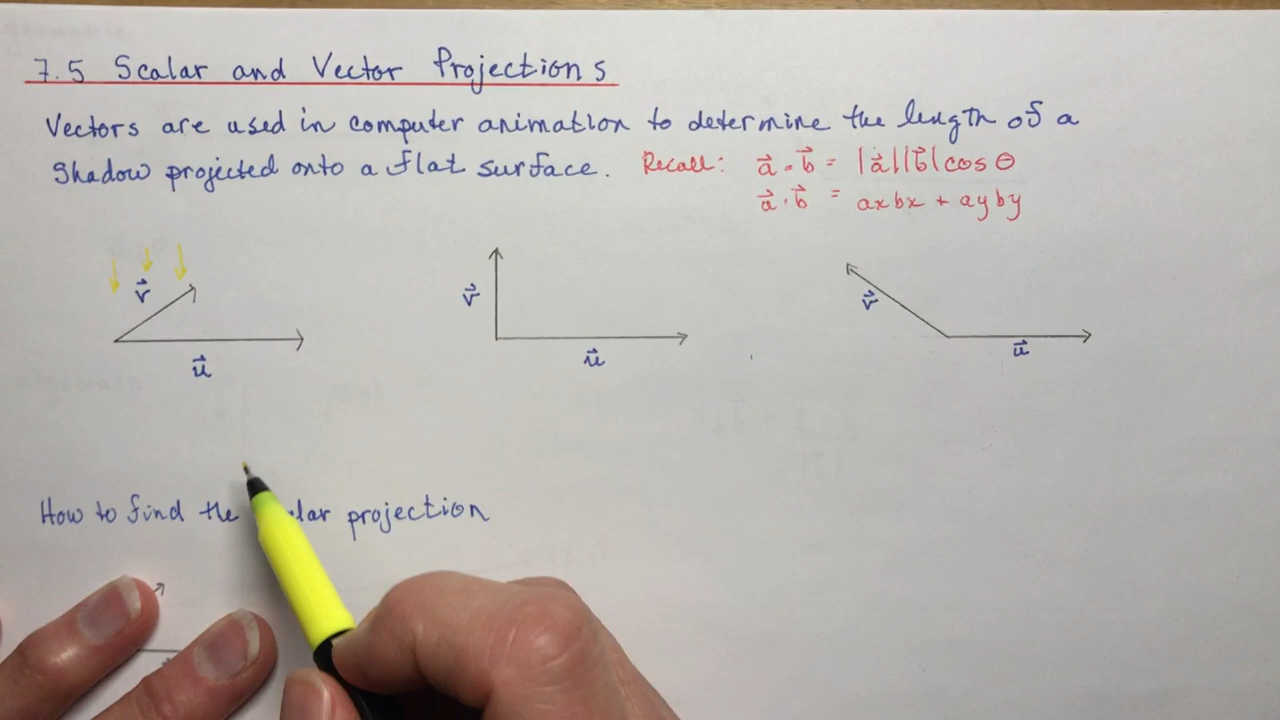 7.5 Scalar and Vector Projections
Vectors are used in computer animation to determine the length of a
shadow projected onto a flat surface. Recall: a⃗ · b⃗ = |a⃗||b⃗|cos θ
a⃗ · b⃗ = axbx + ayby
v⃗
u⃗
v⃗
u⃗
v⃗
u⃗
How to find the projection